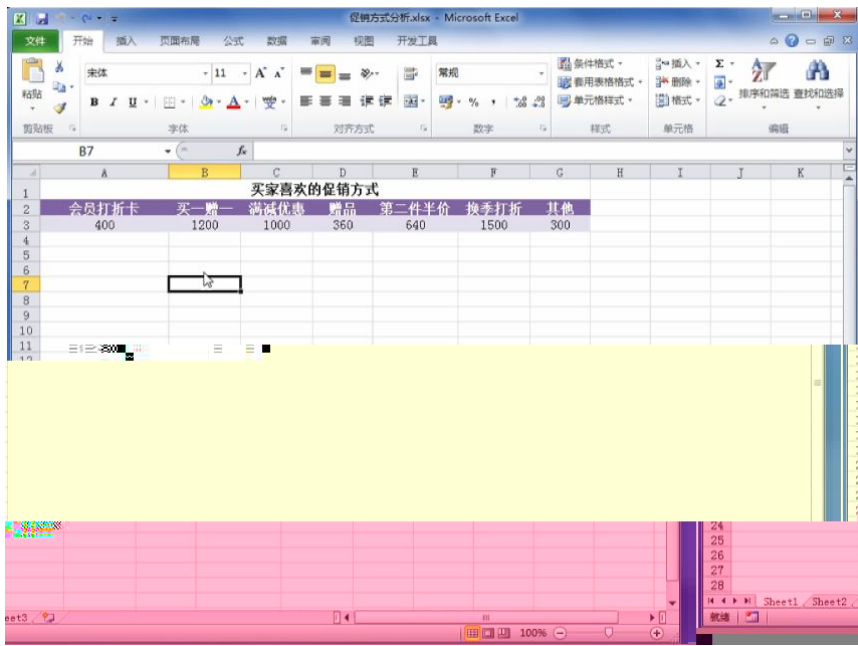 促销方式分析.xlsx - Microsoft Excel
文件 开始 插入 页面布局 公式 数据 审阅 视图 开发工具
宋体 11 常规 条件格式 插入 Σ
粘贴 套用表格格式 删除 排序和筛选 查找和选择
B I U A 变 % 单元格样式 格式
剪贴板 字体 对齐方式 数字 样式 单元格 编辑
B7 fx
A B C D E F G H I J K
1 买家喜欢的促销方式
2 会员打折卡 买一赠一 满减优惠 赠品 第二件半价 换季打折 其他
3 400 1200 1000 360 640 1500 300
4
5
6
7
8
9
10
11
24
25
26
27
28
Sheet1 Sheet2
eet3 就绪
100%